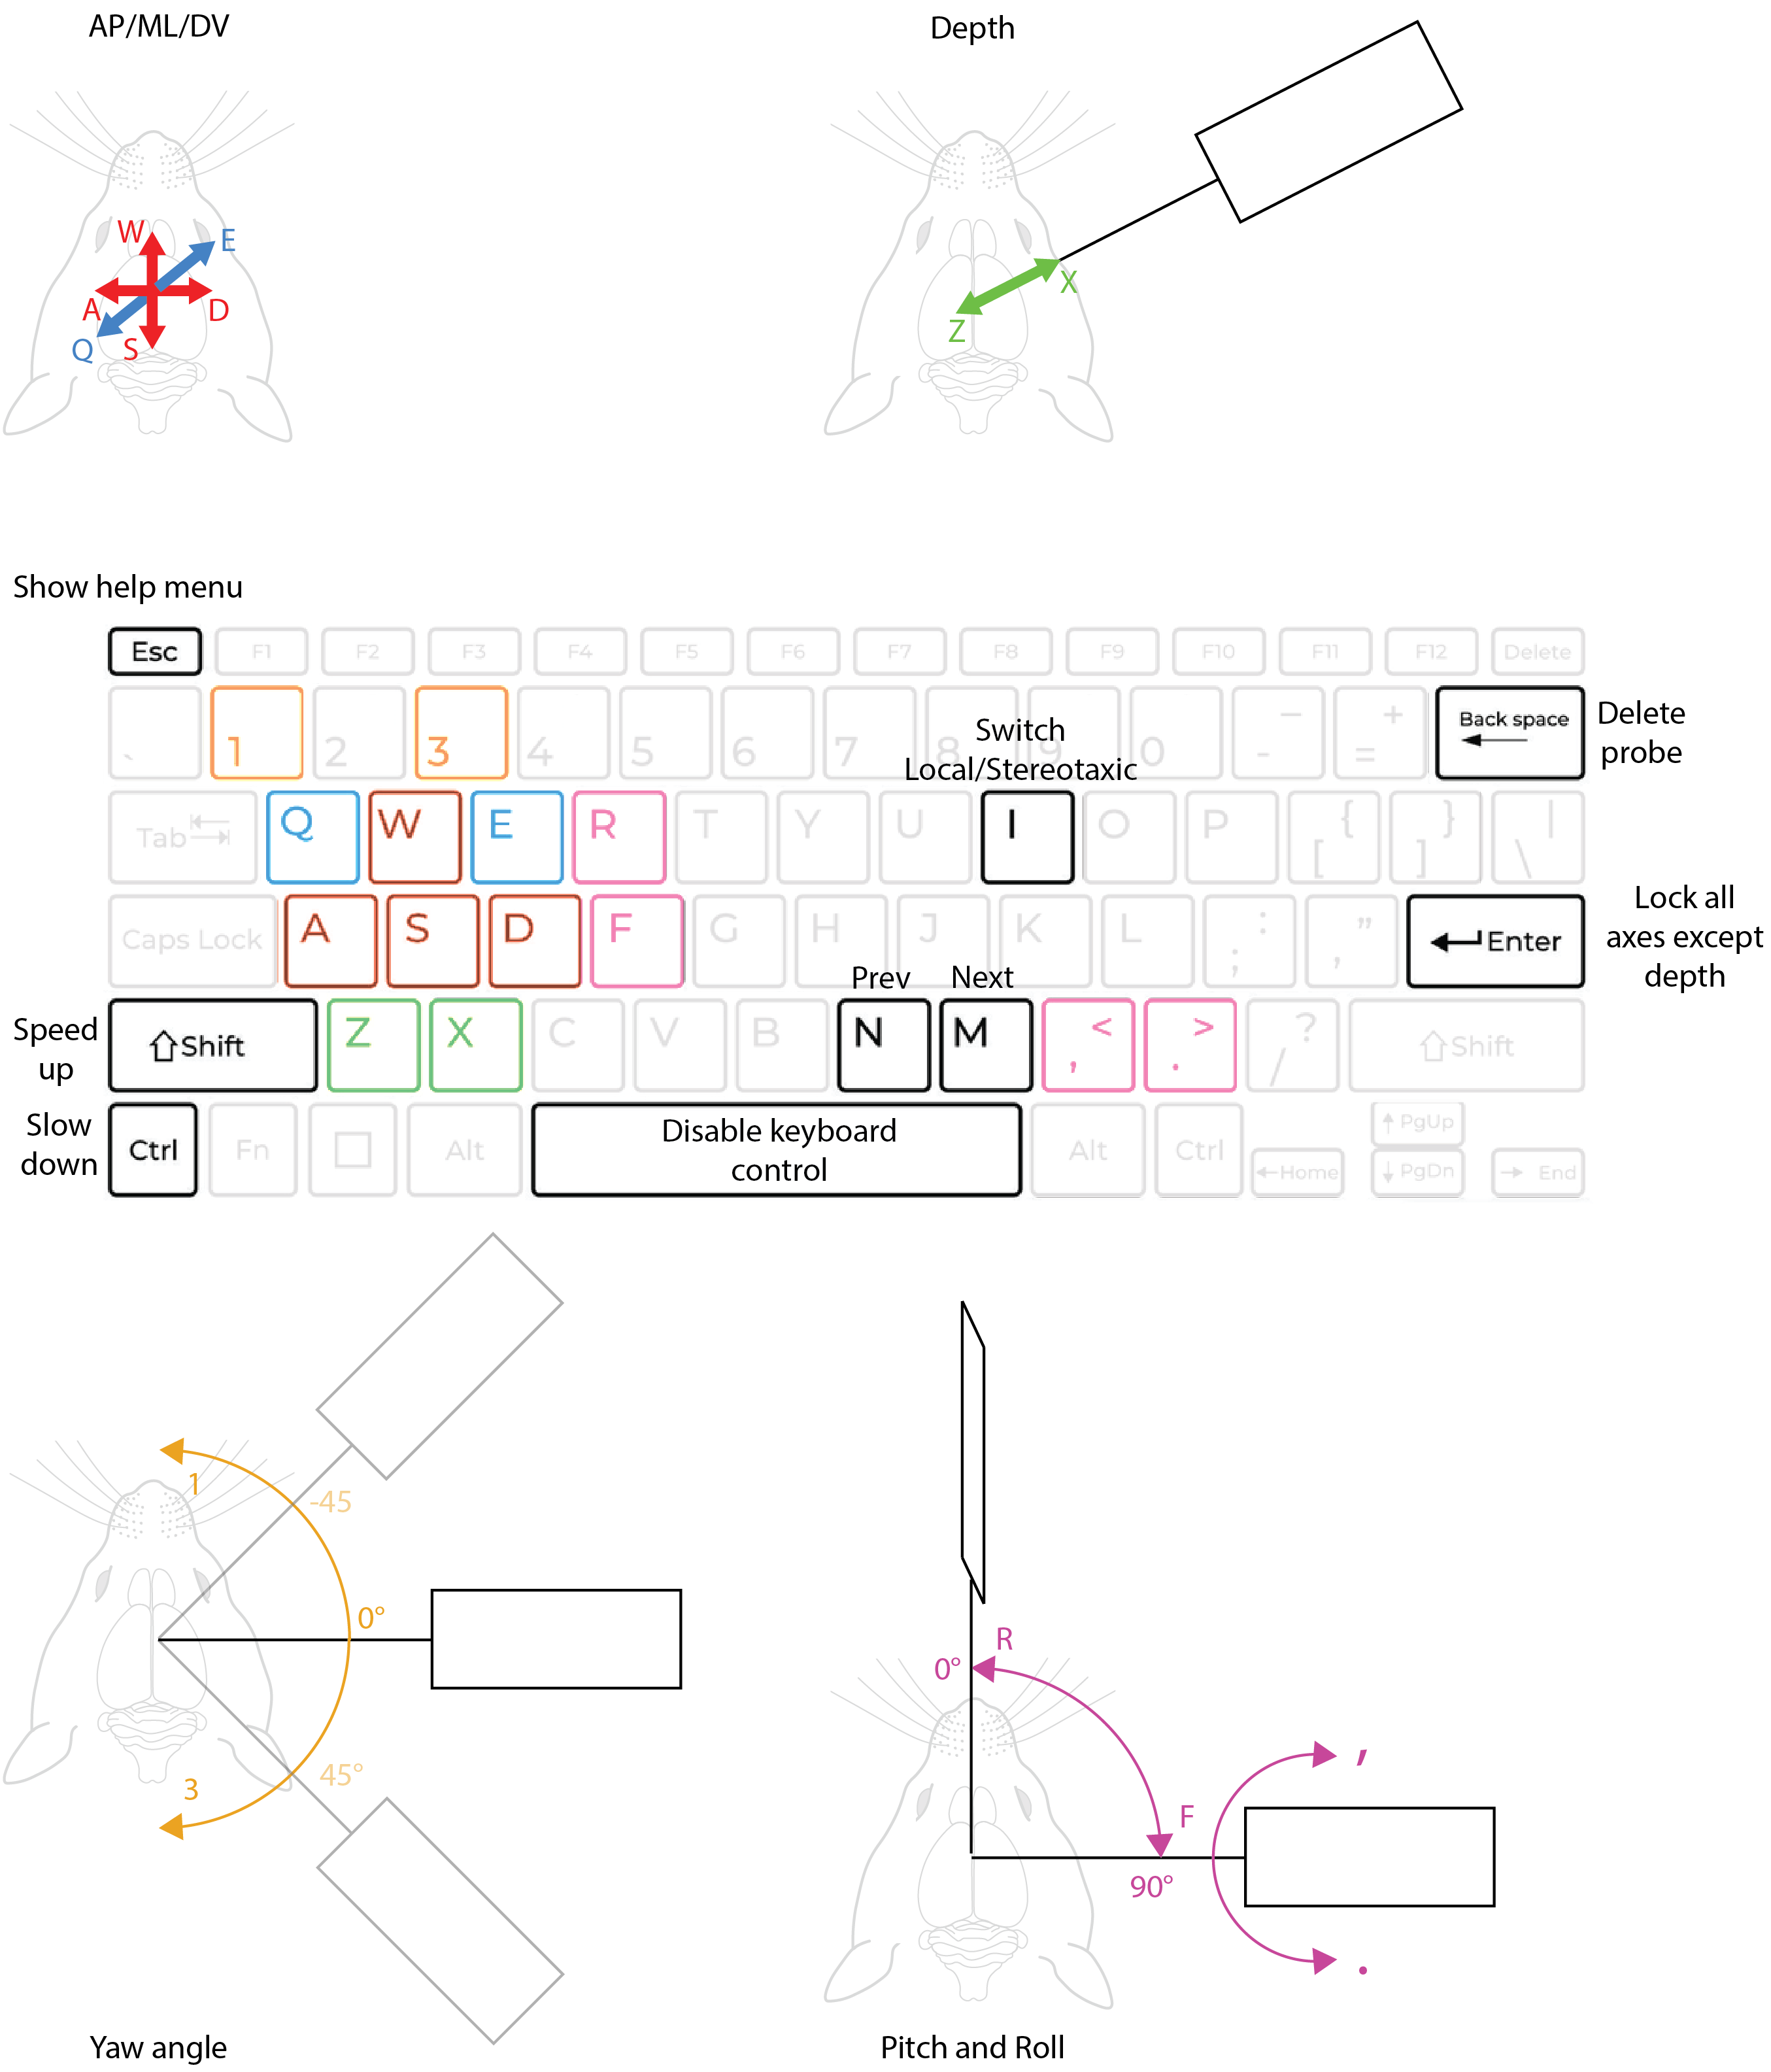 AP/ML/DV
Depth
W
E
A
D
Q
S
X
Z
Show help menu
Esc F1 F2 F3 F4 F5 F6 F7 F8 F9 F10 F11 F12 Delete
` 1 2 3 4 5 6 7 8 9 0 - _ = + Back space
Delete
probe
Switch
Local/Stereotaxic
Tab Q W E R T Y U I O P [ { ] } \ |
Caps Lock A S D F G H J K L ; : , ” Enter
Lock all
axes except
depth
Prev
Next
Speed
up
Shift Z X C V B N M , < . > / ? Shift
Slow
down
Ctrl Fn Alt
Disable keyboard
control
Alt Ctrl Home PgUp PgDn End
1
-45
0°
45°
3
Yaw angle
R
0°
F
90°
,
.
Pitch and Roll